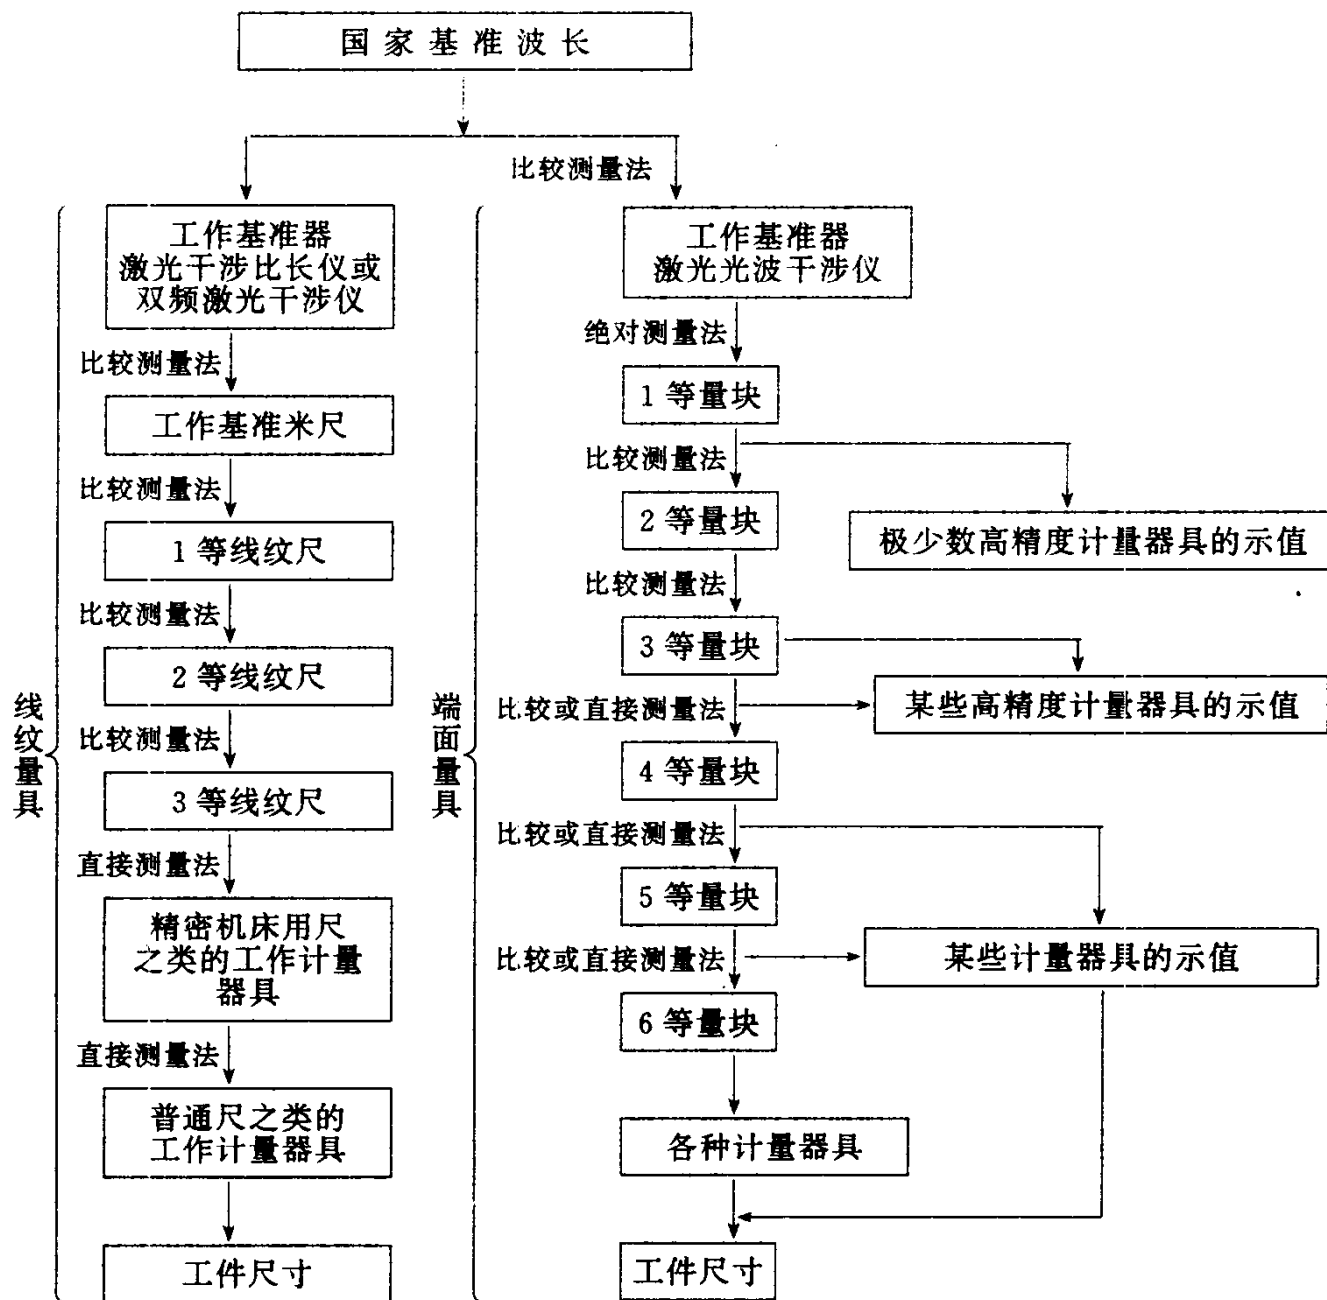 国家基准波长
比较测量法
线纹量具
工作基准器
激光干涉比长仪或
双频激光干涉仪
比较测量法
工作基准米尺
比较测量法
1等线纹尺
比较测量法
2等线纹尺
比较测量法
3等线纹尺
直接测量法
精密机床用尺
之类的工作计量
器具
直接测量法
普通尺之类的
工作计量器具
工件尺寸
端面量具
工作基准器
激光光波干涉仪
绝对测量法
1等量块
比较测量法
2等量块
极少数高精度计量器具的示值
比较测量法
3等量块
比较或直接测量法
某些高精度计量器具的示值
4等量块
比较或直接测量法
5等量块
比较或直接测量法
某些计量器具的示值
6等量块
各种计量器具
工件尺寸